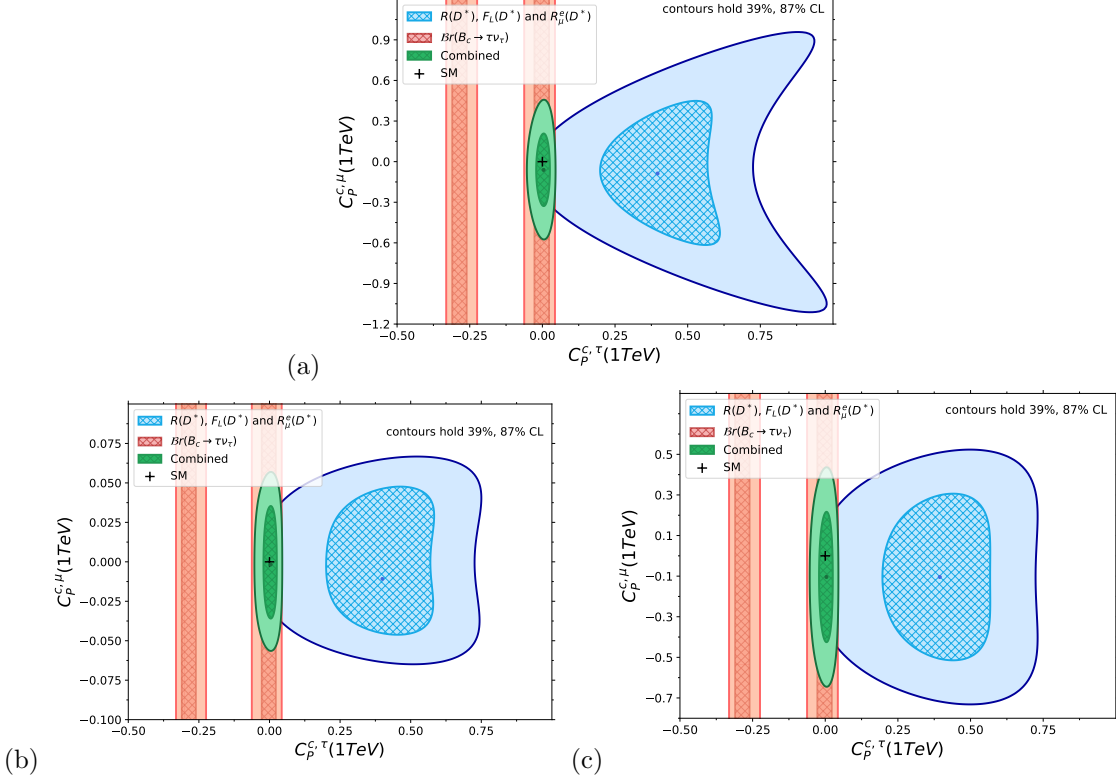 contours hold 39%, 87% CL
R(D*), F_L(D*) and R_μ^e(D*)
ℬr(B_c → τν_τ)
Combined
SM
0.9
0.6
0.3
0.0
−0.3
−0.6
−0.9
−1.2
C_P^{c,μ}(1TeV)
−0.50 −0.25 0.00 0.25 0.50 0.75
C_P^{c,τ}(1TeV)
(a)
R(D*), F_L(D*) and R_μ^e(D*)
ℬr(B_c → τν_τ)
Combined
SM
contours hold 39%, 87% CL
0.075
0.050
0.025
0.000
−0.025
−0.050
−0.075
−0.100
C_P^{c,μ}(1TeV)
−0.50 −0.25 0.00 0.25 0.50 0.75
C_P^{c,τ}(1TeV)
(b)
R(D*), F_L(D*) and R_μ^e(D*)
ℬr(B_c → τν_τ)
Combined
SM
contours hold 39%, 87% CL
0.5
0.3
0.1
−0.1
−0.3
−0.5
−0.7
C_P^{c,μ}(1TeV)
−0.50 −0.25 0.00 0.25 0.50 0.75
C_P^{c,τ}(1TeV)
(c)